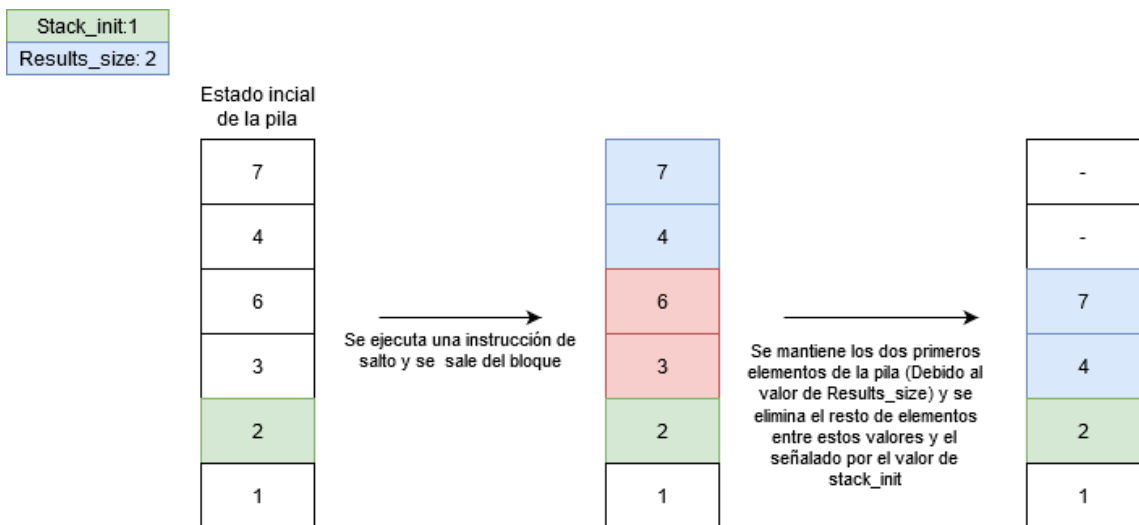 Stack_init:1
Results_size: 2
Estado incial
de la pila
7
4
6
3
2
1
Se ejecuta una instrucción de
salto y se sale del bloque
7
4
6
3
2
1
Se mantiene los dos primeros
elementos de la pila (Debido al
valor de Results_size) y se
elimina el resto de elementos
entre estos valores y el
señalado por el valor de
stack_init
-
-
7
4
2
1